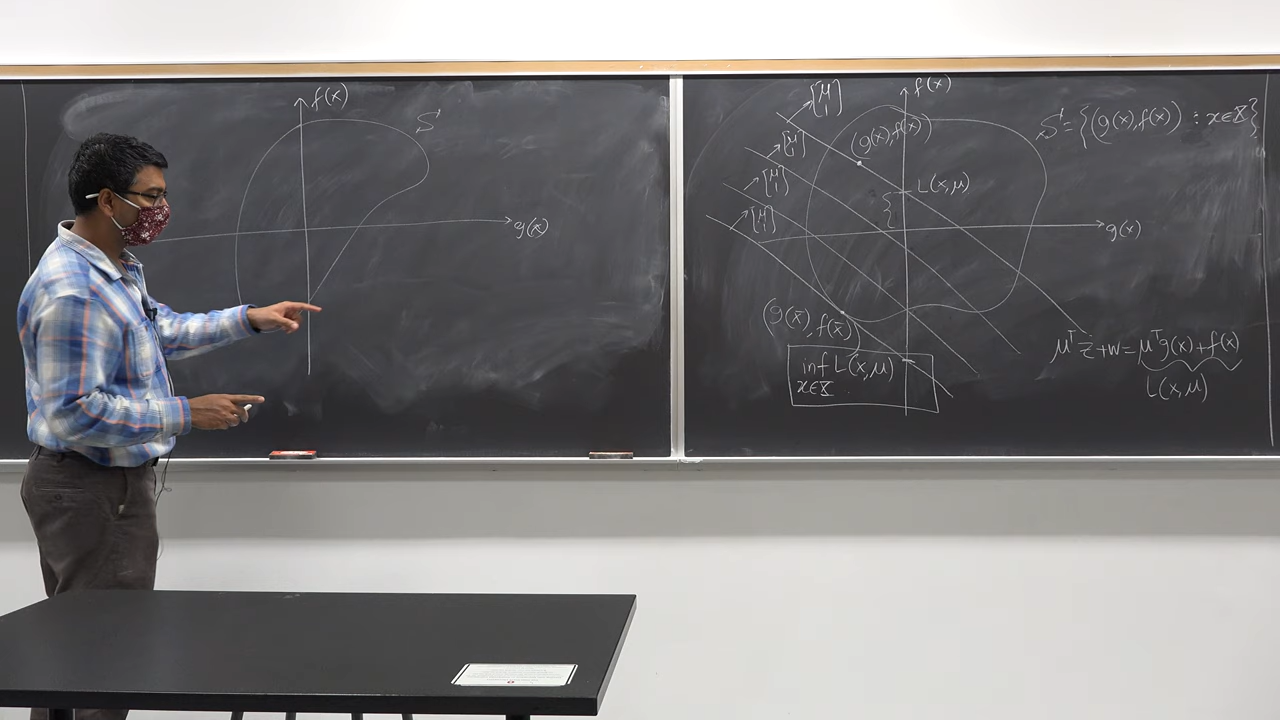 f(x)
S
g(x)
[μ 1]
[μ 1]
[μ 1]
[μ 1]
f(x)
(g(x), f(x))
L(x, μ)
g(x)
S = {(g(x), f(x)) : x ∈ X}
(g(x̄), f(x̄))
inf L(x, μ)
x ∈ X
μᵀz + w = μᵀg(x) + f(x)
L(x, μ)